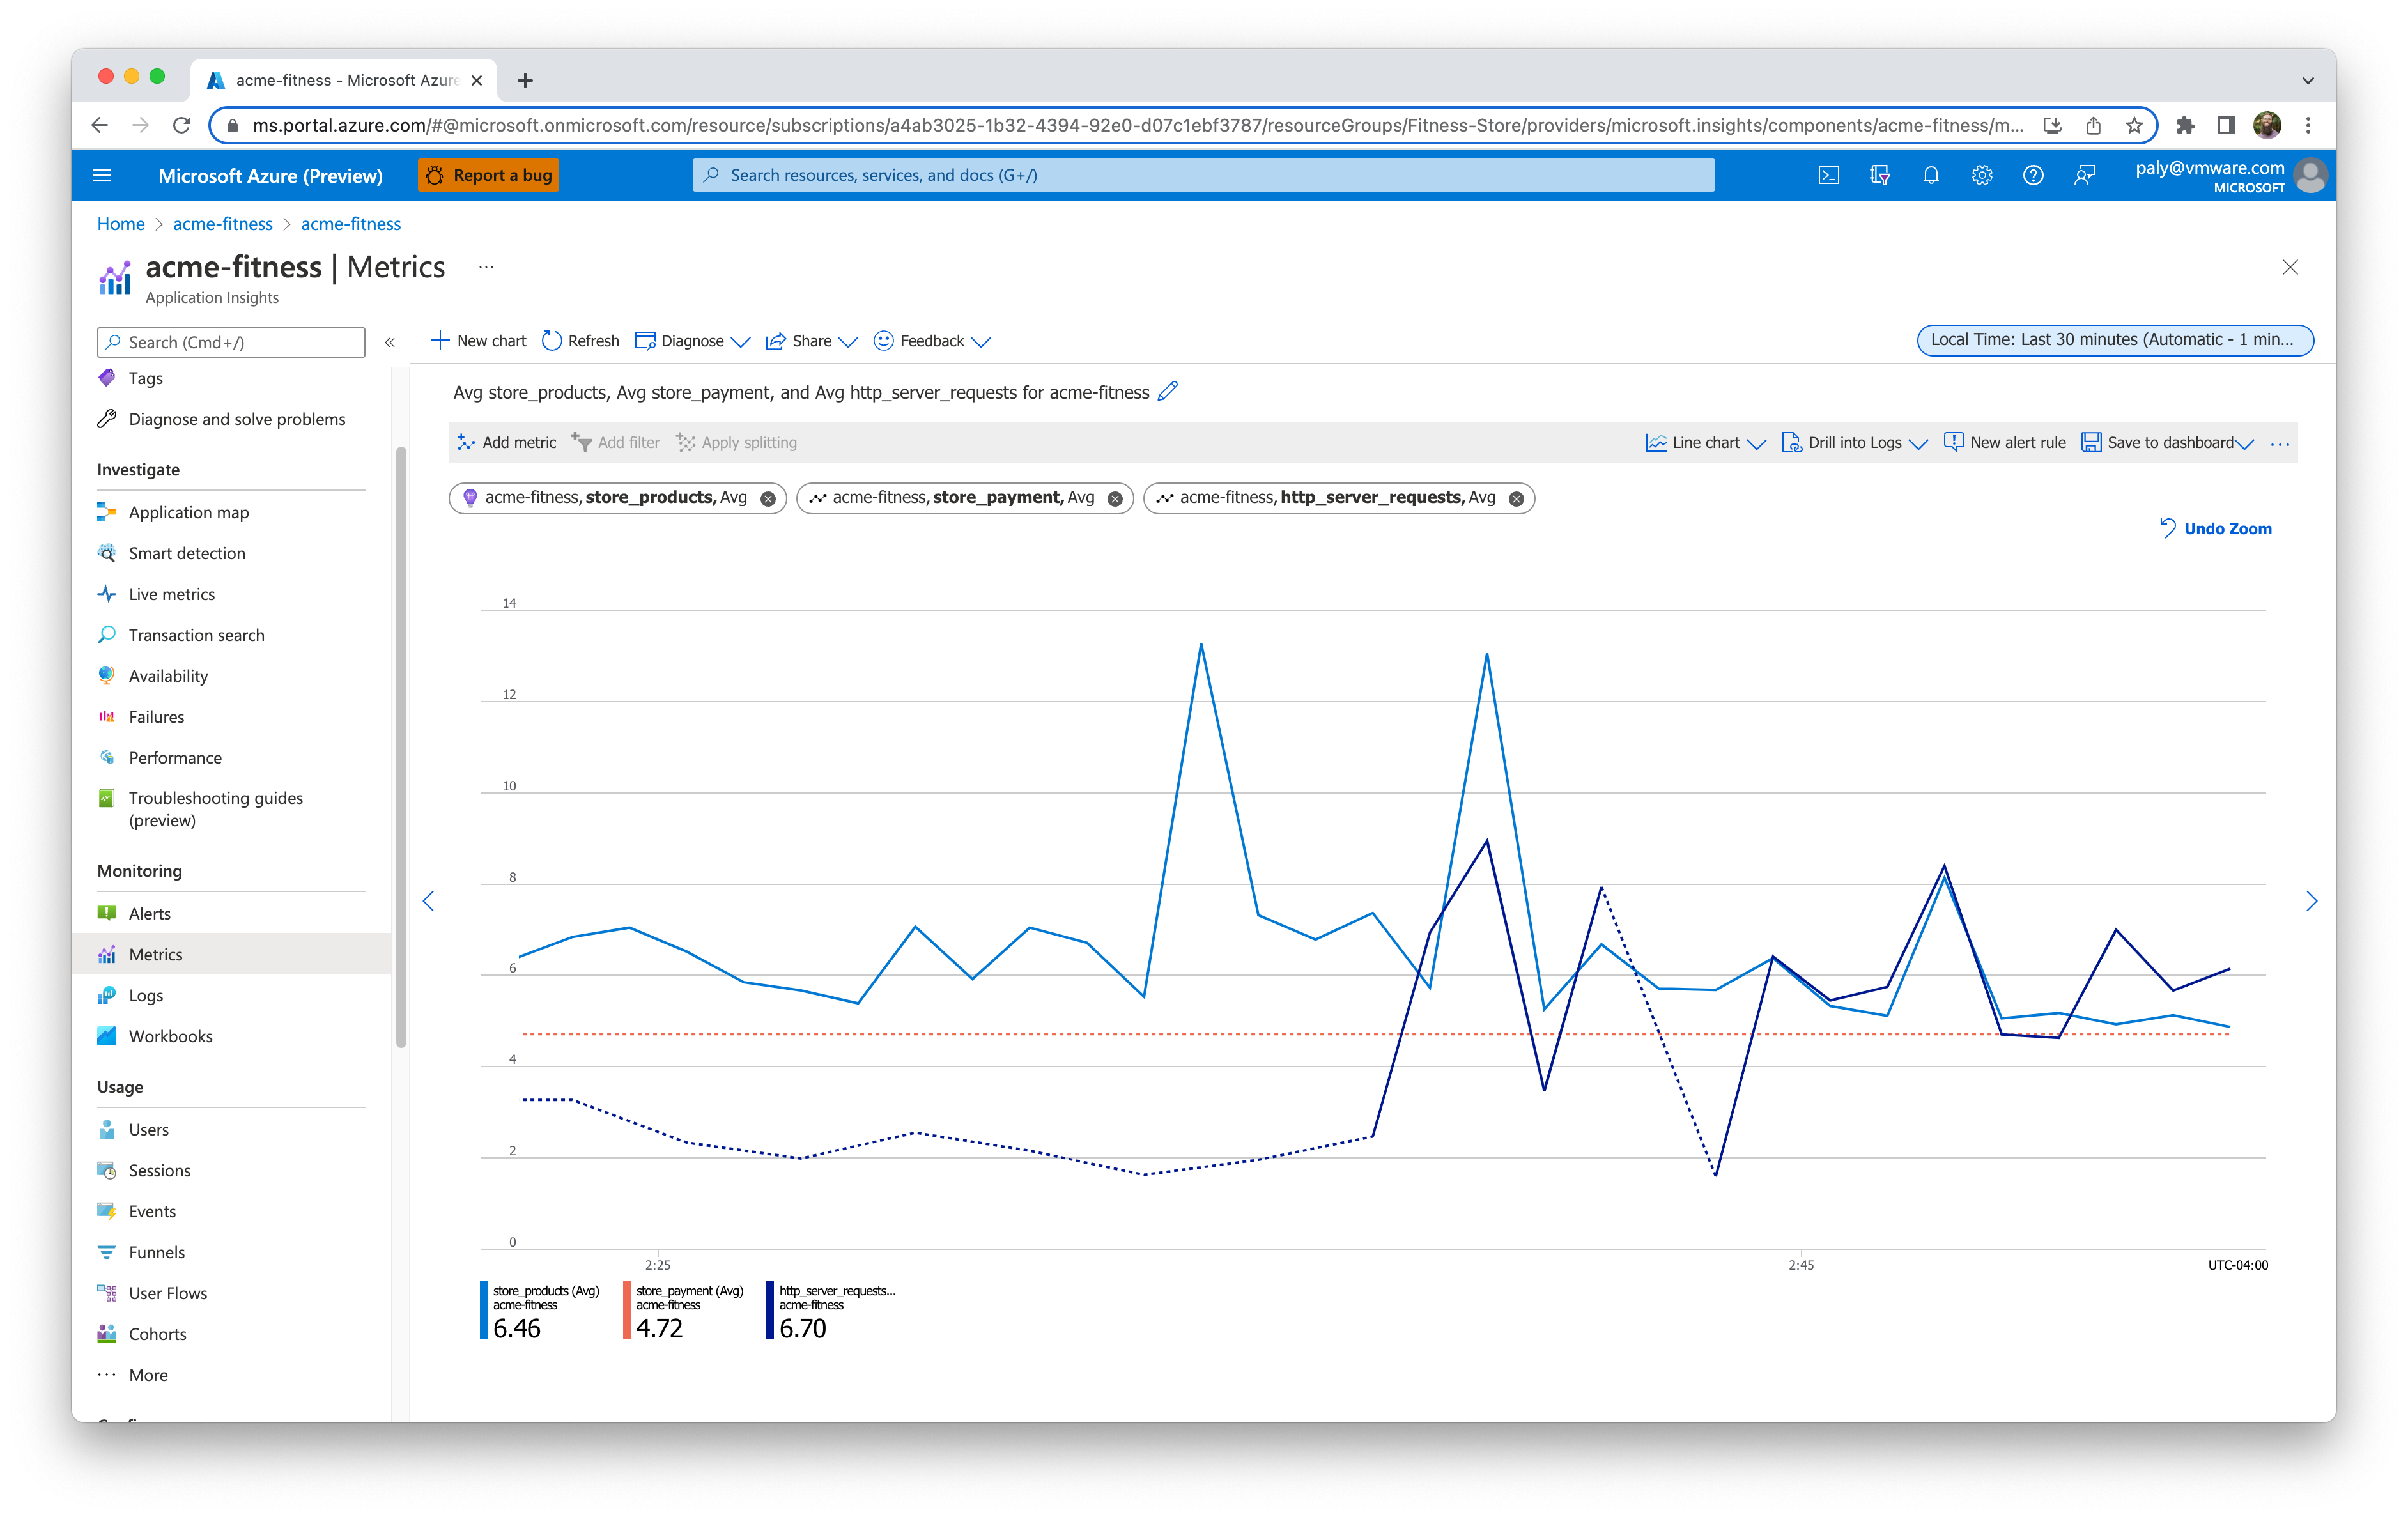 acme-fitness - Microsoft Azure
ms.portal.azure.com/#@microsoft.onmicrosoft.com/resource/subscriptions/a4ab3025-1b32-4394-92e0-d07c1ebf3787/resourceGroups/Fitness-Store/providers/microsoft.insights/components/acme-fitness/m...
Microsoft Azure (Preview)
Report a bug
Search resources, services, and docs (G+/)
paly@vmware.com
MICROSOFT
Home > acme-fitness > acme-fitness
acme-fitness | Metrics ...
Application Insights
Search (Cmd+/)
«
New chart
Refresh
Diagnose
Share
Feedback
Local Time: Last 30 minutes (Automatic - 1 min...
Tags
Diagnose and solve problems
Investigate
Application map
Smart detection
Live metrics
Transaction search
Availability
Failures
Performance
Troubleshooting guides
(preview)
Monitoring
Alerts
Metrics
Logs
Workbooks
Usage
Users
Sessions
Events
Funnels
User Flows
Cohorts
More
Avg store_products, Avg store_payment, and Avg http_server_requests for acme-fitness
Add metric
Add filter
Apply splitting
Line chart
Drill into Logs
New alert rule
Save to dashboard
...
acme-fitness, store_products, Avg
acme-fitness, store_payment, Avg
acme-fitness, http_server_requests, Avg
Undo Zoom
14
12
10
8
6
4
2
0
2:25
2:45
UTC-04:00
store_products (Avg)
acme-fitness
6.46
store_payment (Avg)
acme-fitness
4.72
http_server_requests...
acme-fitness
6.70